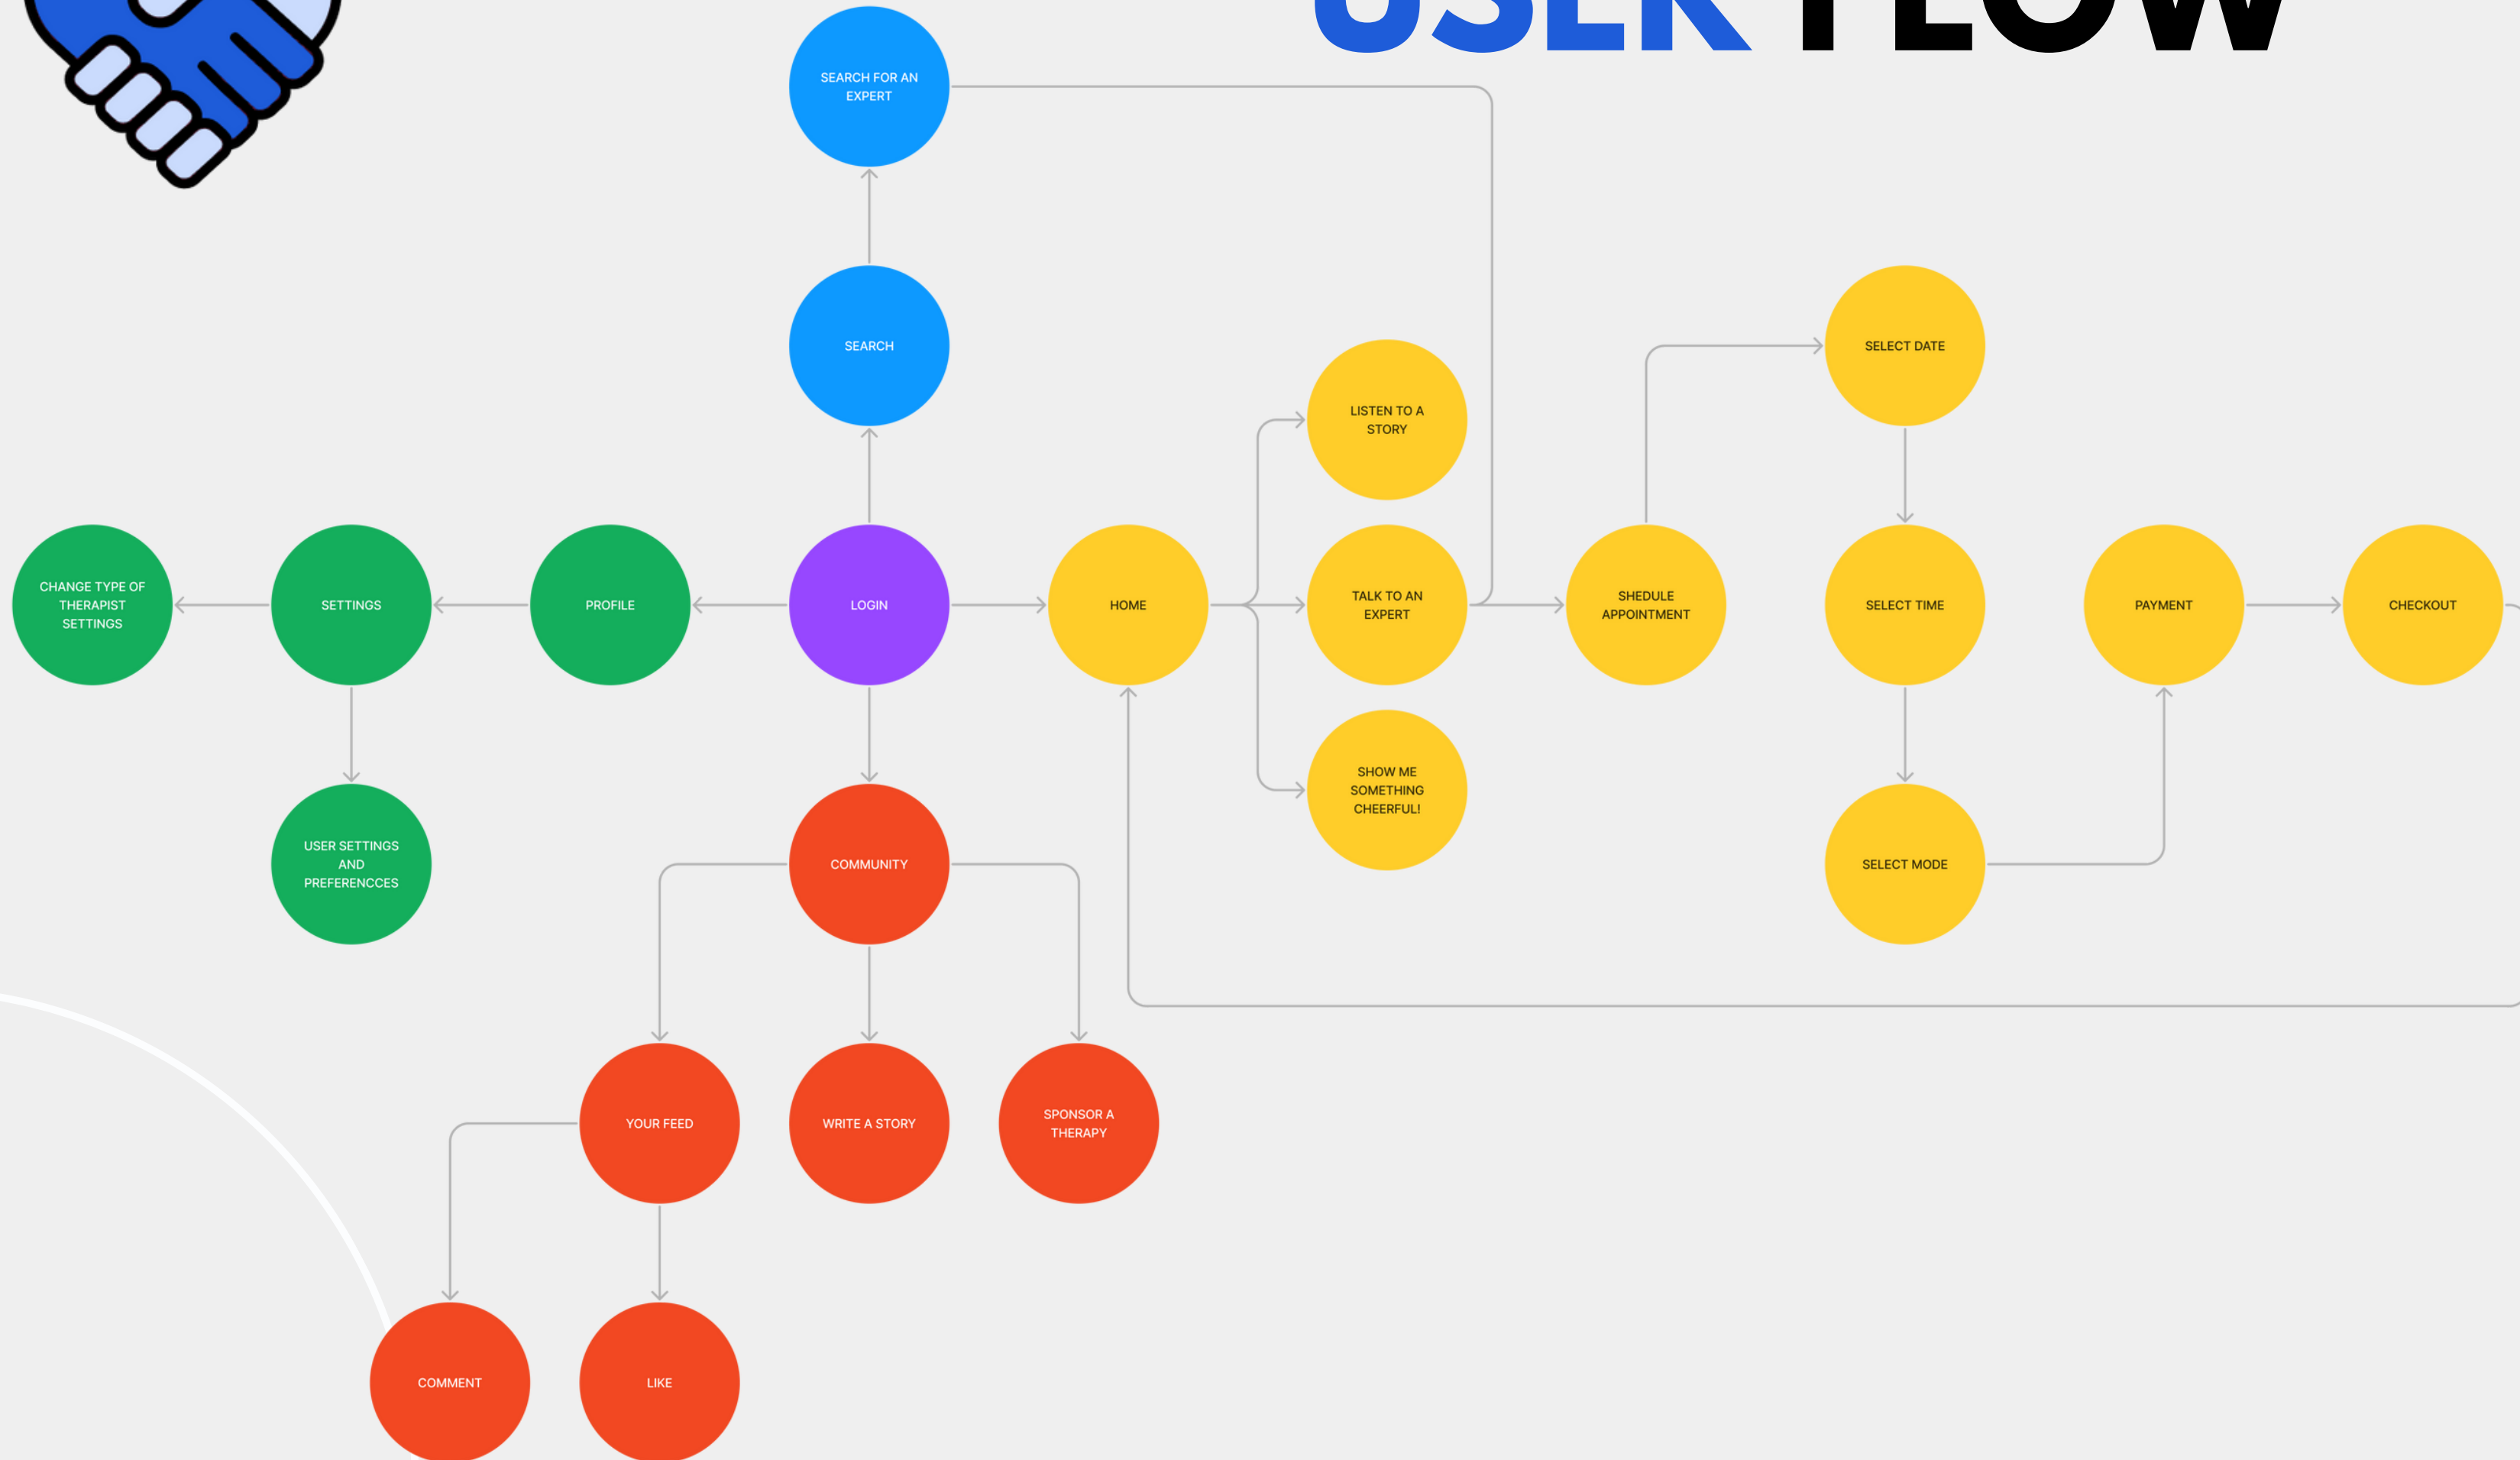 USER FLOW
SEARCH FOR AN
EXPERT
SEARCH
SELECT DATE
LISTEN TO A
STORY
CHANGE TYPE OF
THERAPIST
SETTINGS
SETTINGS
PROFILE
LOGIN
HOME
TALK TO AN
EXPERT
SHEDULE
APPOINTMENT
SELECT TIME
PAYMENT
CHECKOUT
SHOW ME
SOMETHING
CHEERFUL!
USER SETTINGS
AND
PREFERENCCES
COMMUNITY
SELECT MODE
YOUR FEED
WRITE A STORY
SPONSOR A
THERAPY
COMMENT
LIKE